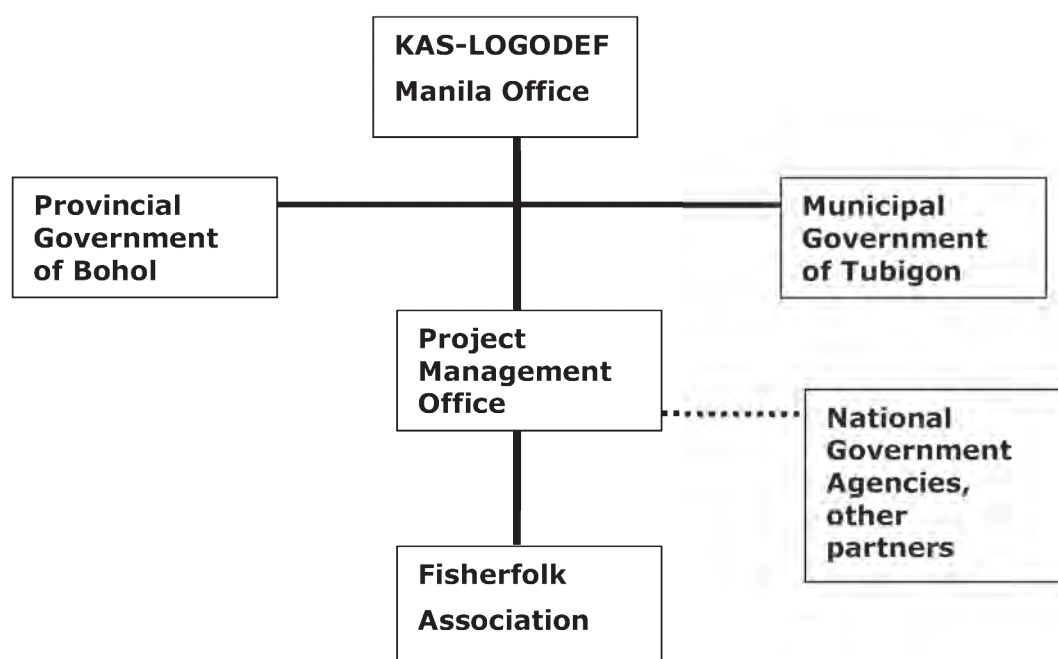 KAS-LOGODEF
Manila Office
Provincial
Government
of Bohol
Municipal
Government
of Tubigon
Project
Management
Office
National
Government
Agencies,
other
partners
Fisherfolk
Association